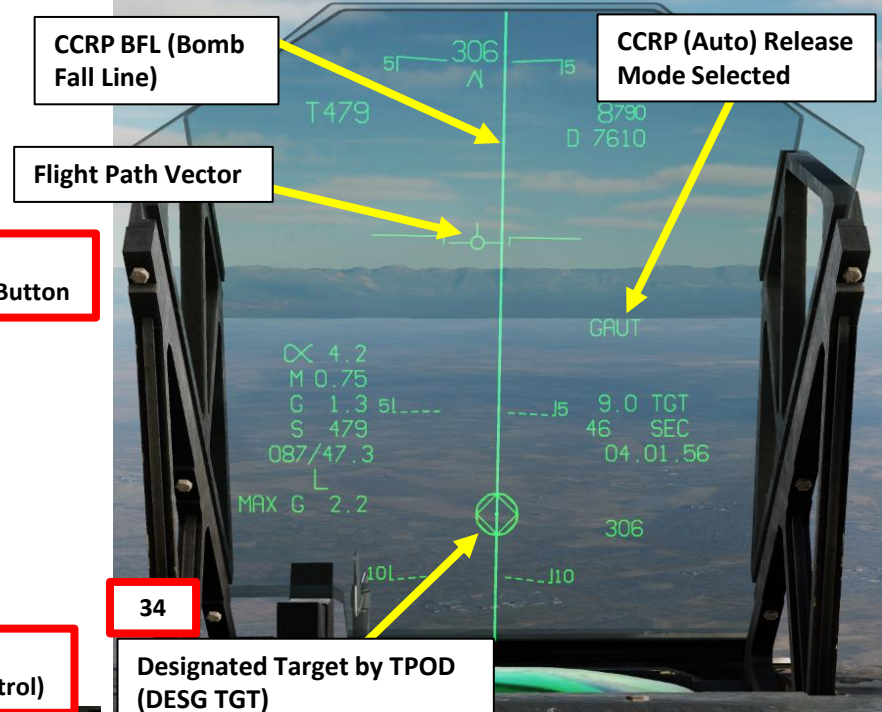 CCRP BFL (Bomb
Fall Line)
CCRP (Auto) Release
Mode Selected
306
5
5
T479
8790
D 7610
Flight Path Vector
Button
GAUT
∝ 4.2
M 0.75
G 1.3
5
5
9.0 TGT
S 479
46 SEC
087/47.3
04.01.56
L
MAX G 2.2
306
10
10
34
trol)
Designated Target by TPOD
(DESG TGT)